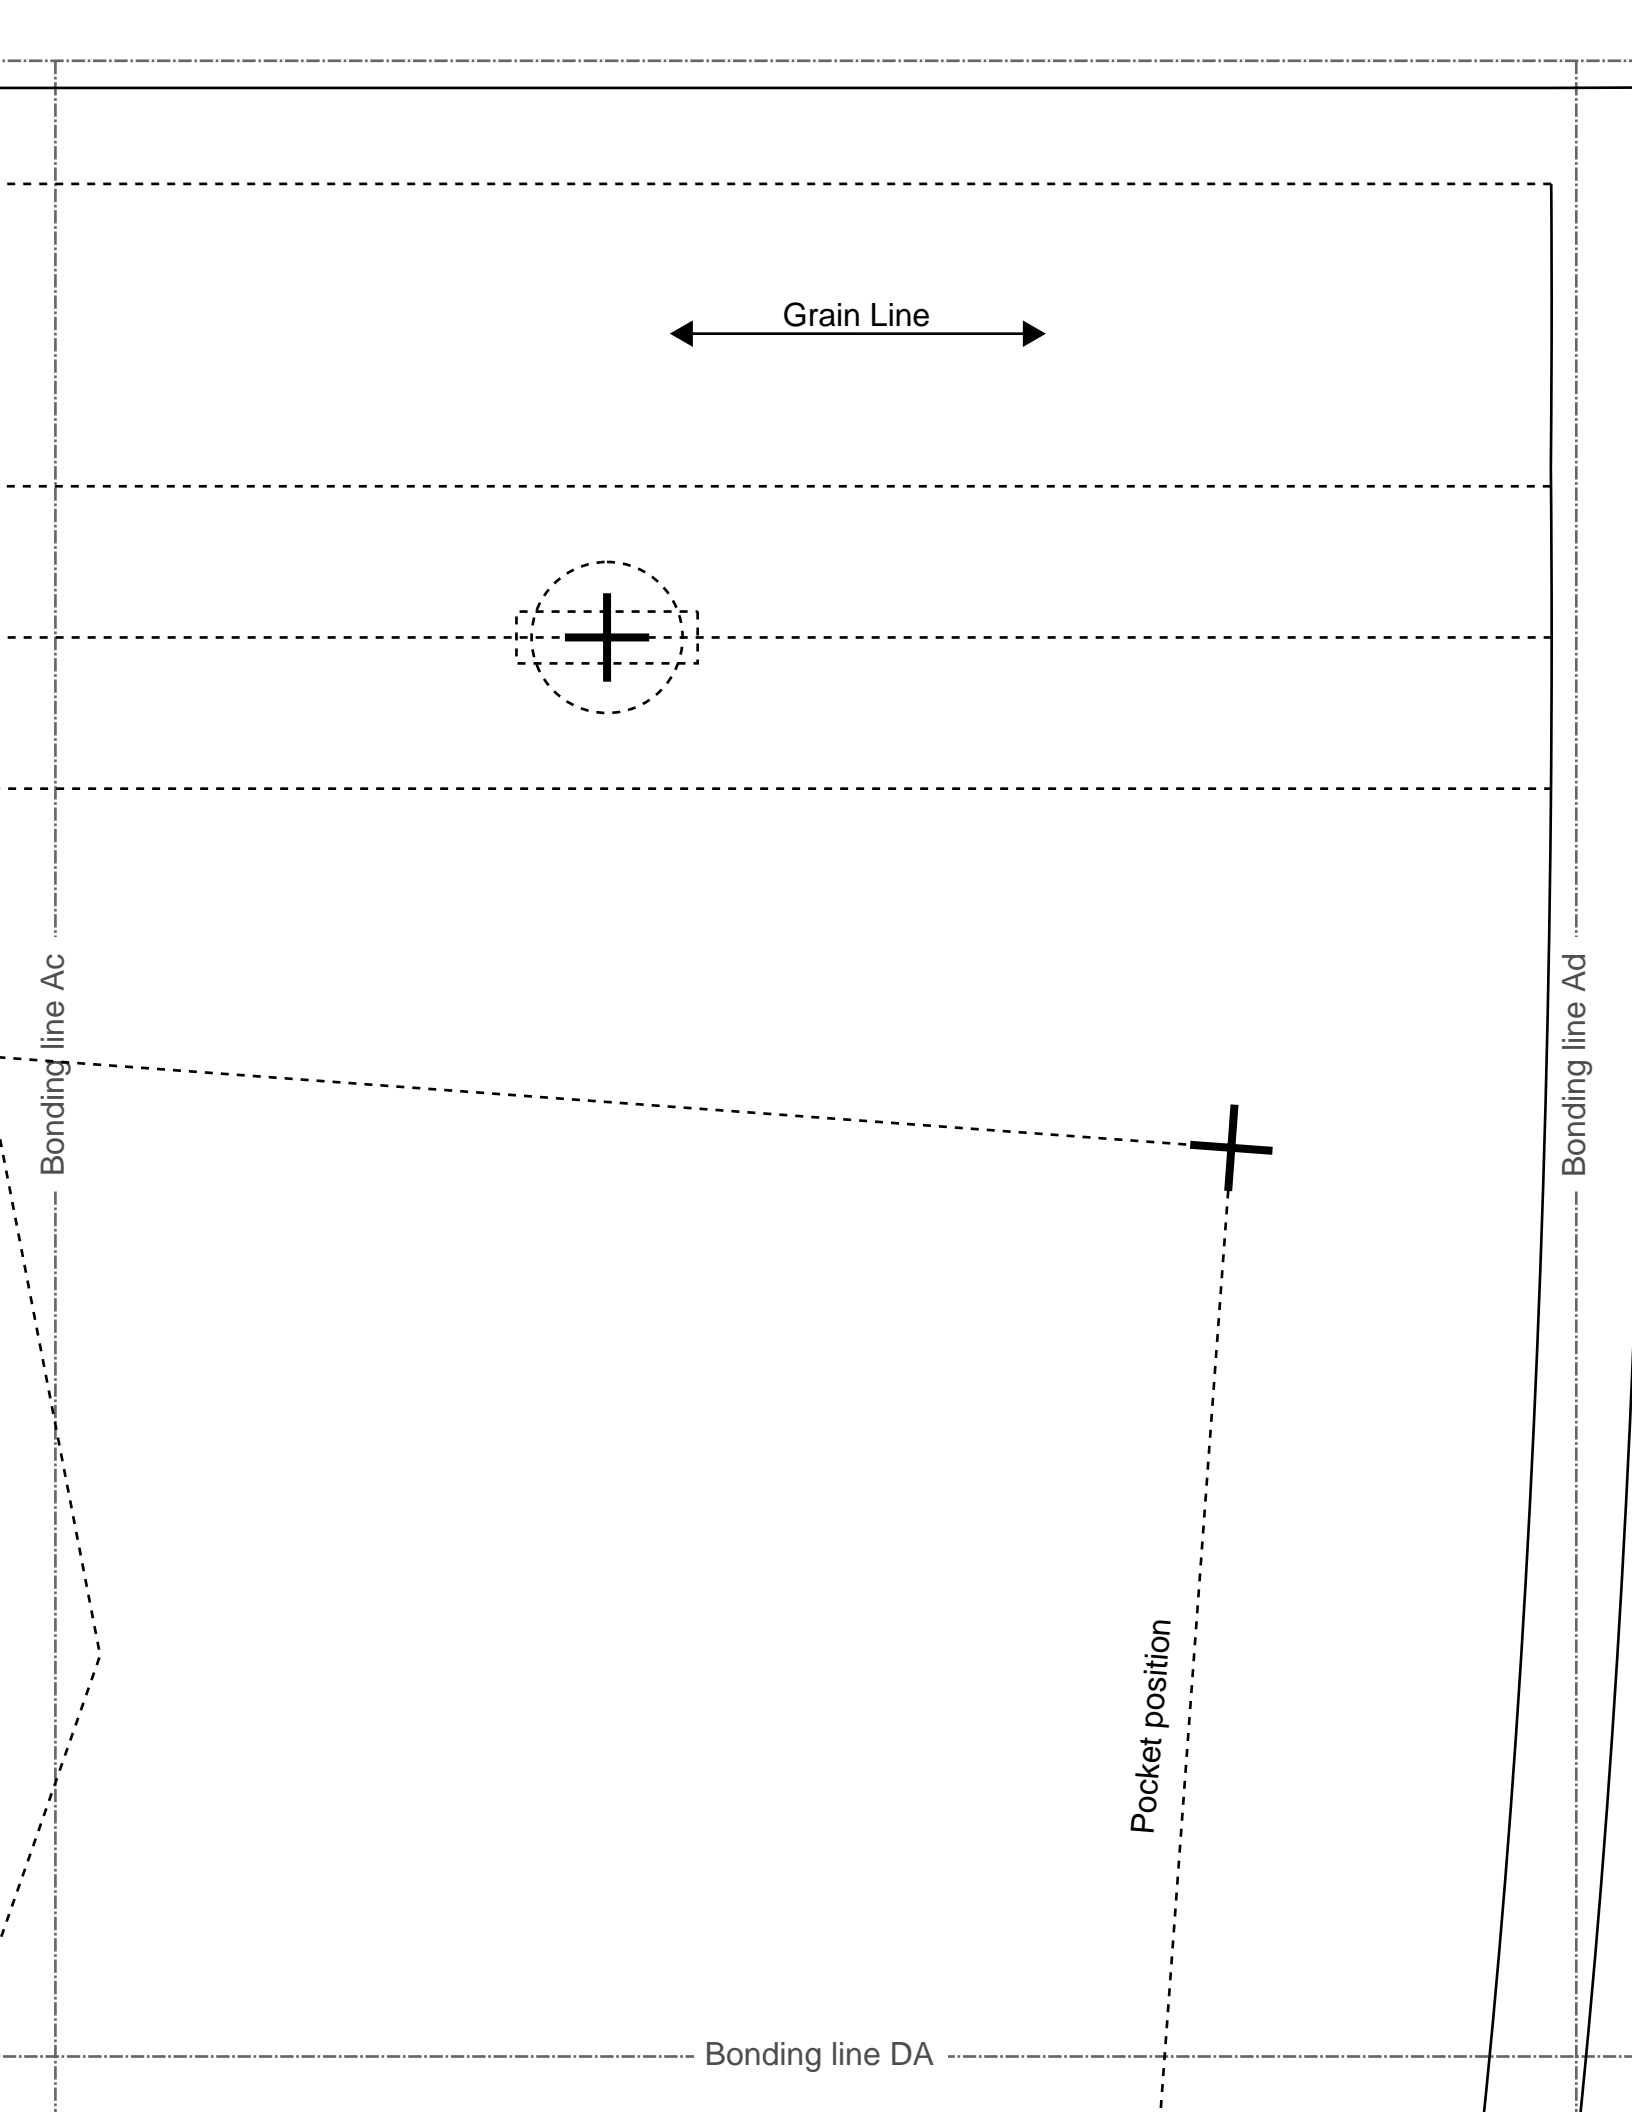 Grain Line
Bonding line Ac
Bonding line Ad
Pocket position
Bonding line DA